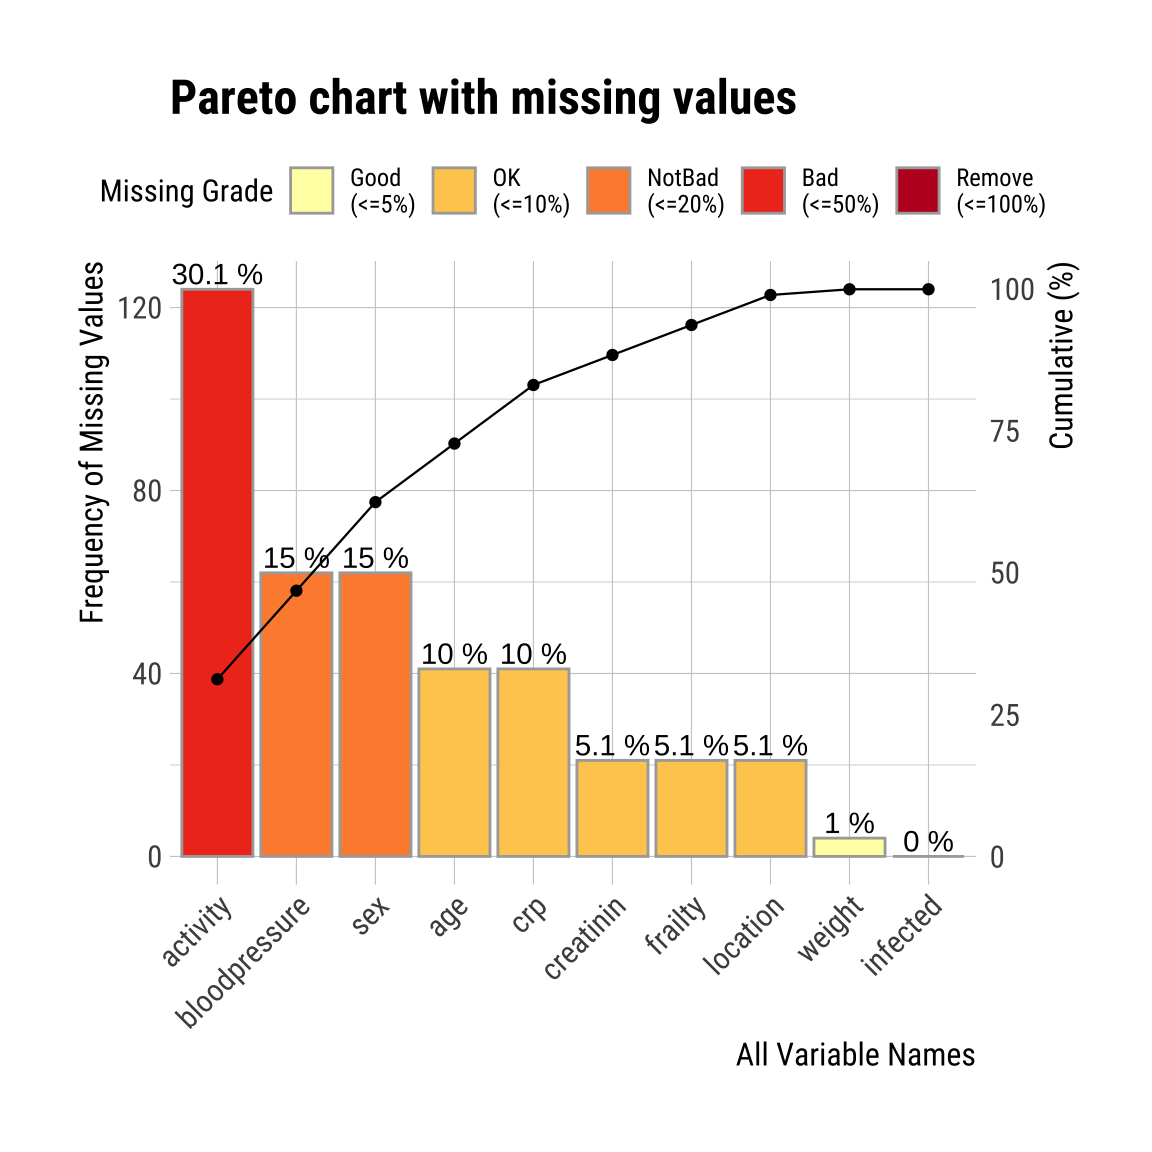 Pareto chart with missing values
Missing Grade
Good
(<=5%)
OK
(<=10%)
NotBad
(<=20%)
Bad
(<=50%)
Remove
(<=100%)
Frequency of Missing Values
120
80
40
0
30.1 %
15 %
15 %
10 %
10 %
5.1 %
5.1 %
5.1 %
1 %
0 %
100
75
50
25
0
Cumulative (%)
activity
bloodpressure
sex
age
crp
creatinin
frailty
location
weight
infected
All Variable Names